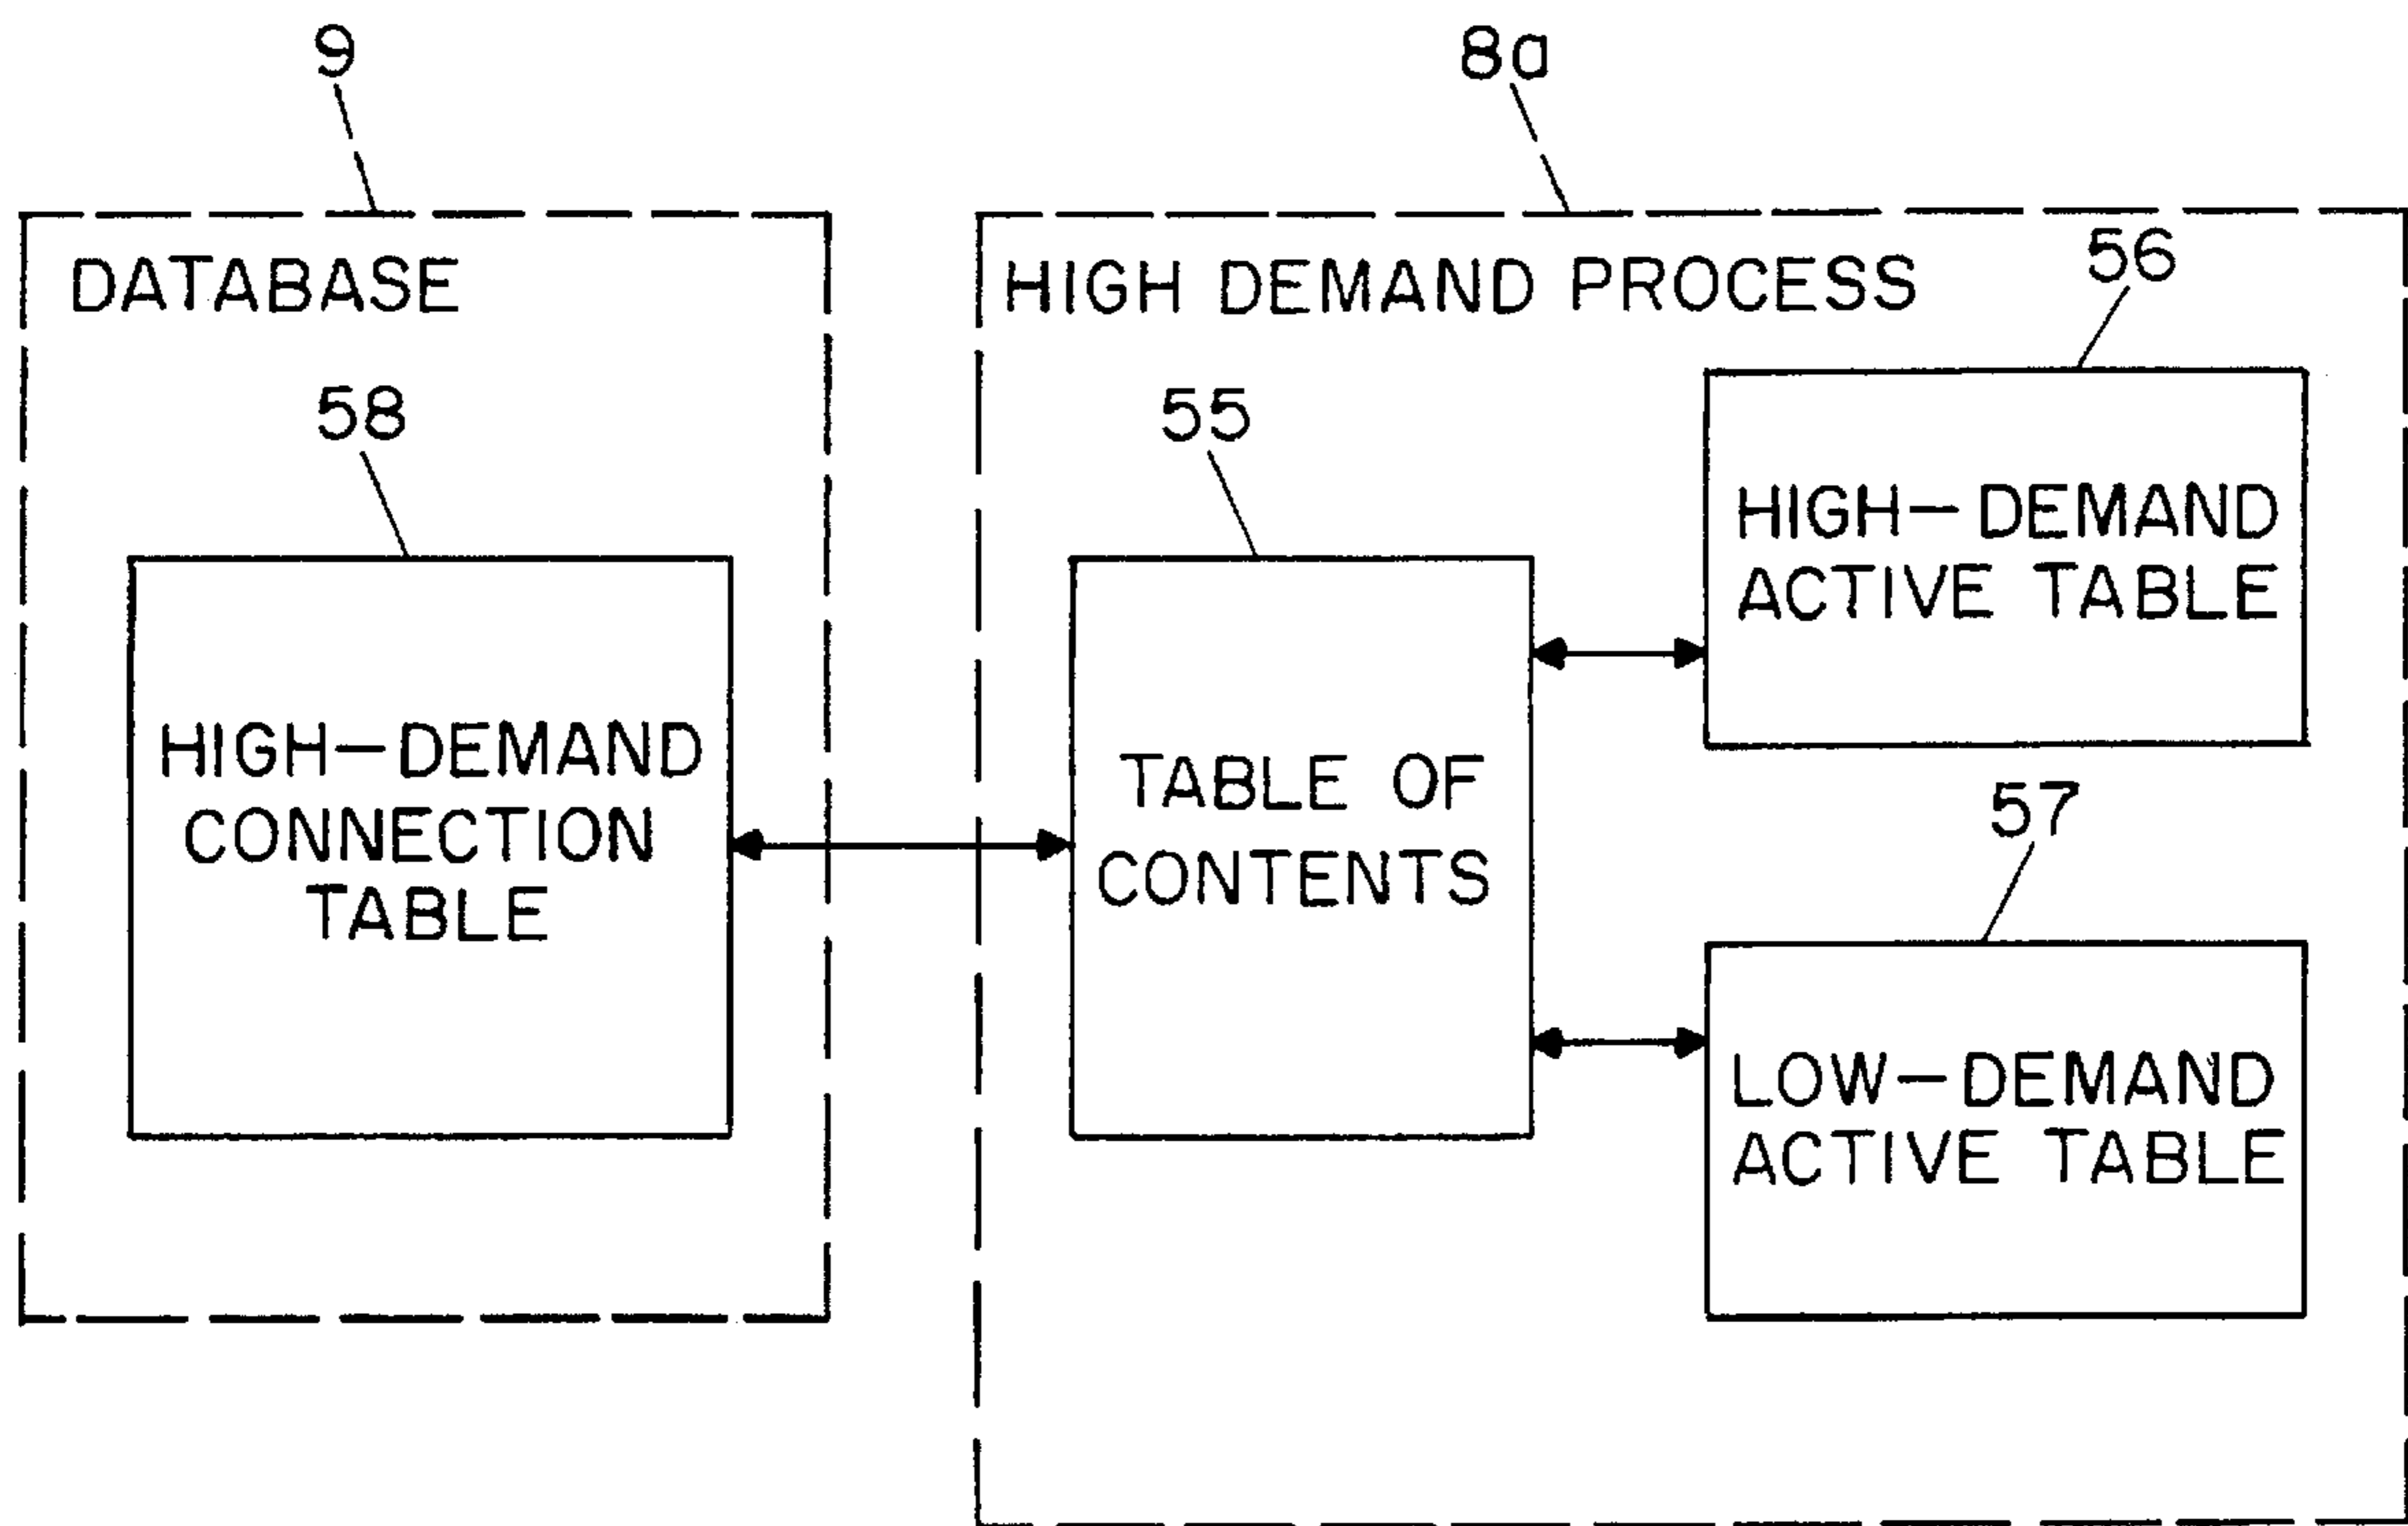 9
8a
DATABASE
HIGH DEMAND PROCESS
56
58
55
HIGH-DEMAND
ACTIVE TABLE
HIGH-DEMAND
CONNECTION
TABLE
TABLE OF
CONTENTS
57
LOW-DEMAND
ACTIVE TABLE